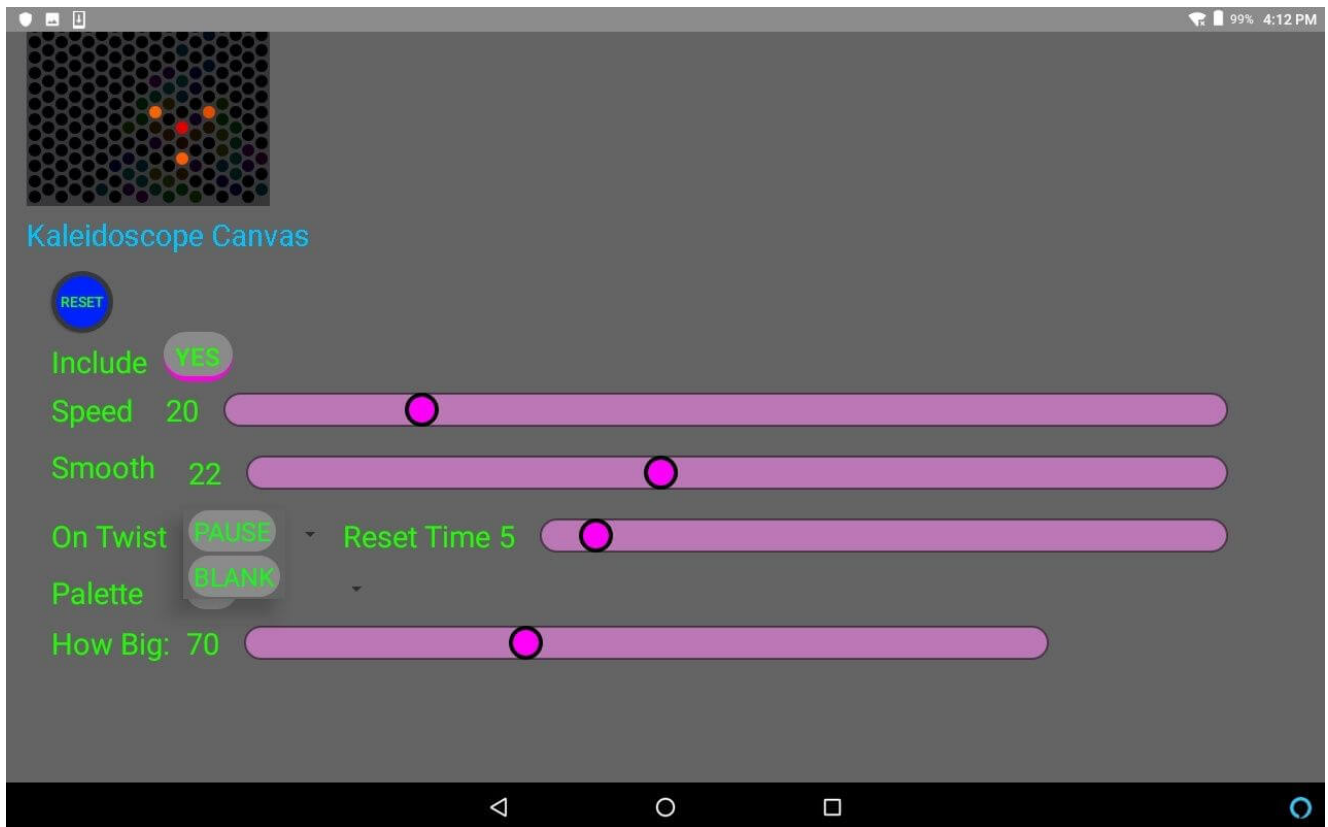 99% 4:12 PM
Kaleidoscope Canvas
RESET
Include YES
Speed 20
Smooth 22
On Twist PAUSE Reset Time 5
BLANK
Palette
How Big: 70